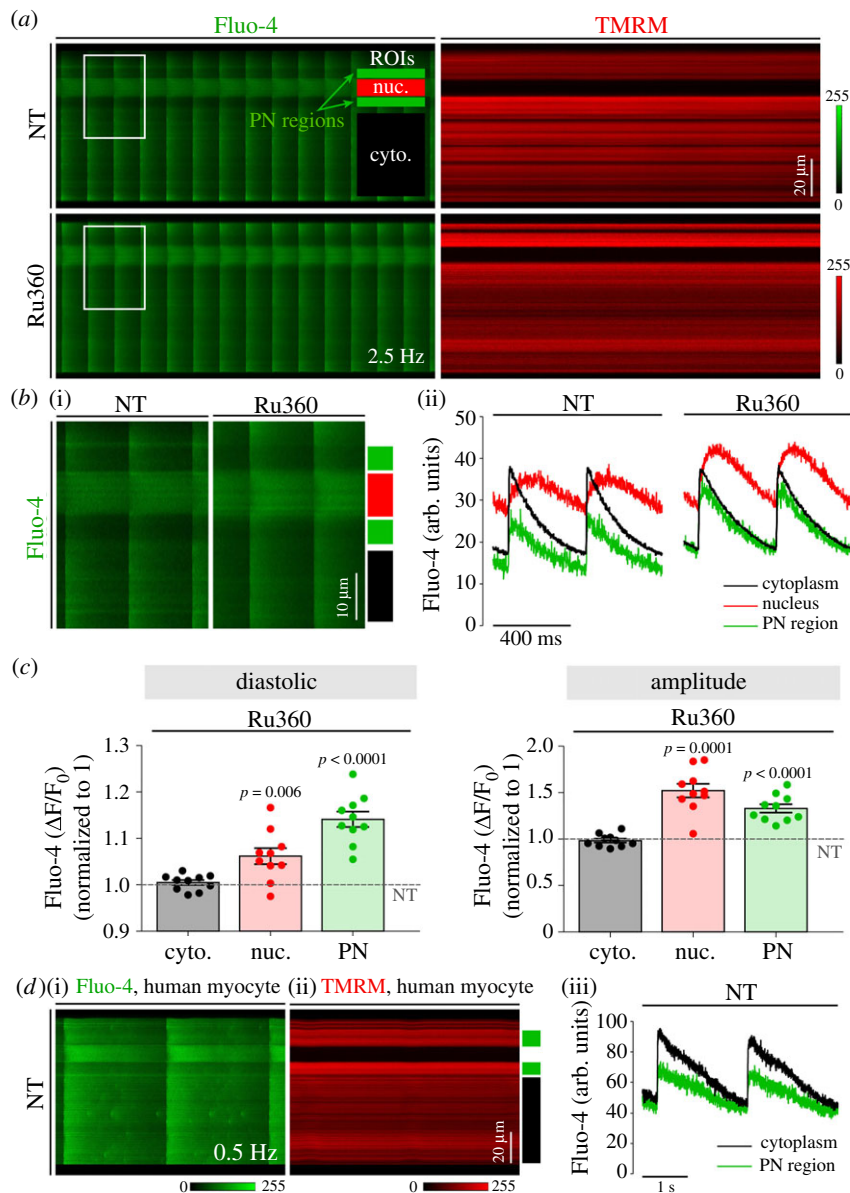 (a)
Fluo-4
TMRM
NT
ROIs
nuc.
PN regions
cyto.
20 µm
255
0
Ru360
2.5 Hz
255
0
(b) (i)
NT
Ru360
Fluo-4
10 µm
(ii)
NT
Ru360
Fluo-4 (arb. units)
50
40
30
20
10
0
400 ms
cytoplasm
nucleus
PN region
(c)
diastolic
Ru360
Fluo-4 (ΔF/F0)
(normalized to 1)
1.3
1.2
1.1
1.0
0.9
p = 0.006
p < 0.0001
NT
cyto.
nuc.
PN
amplitude
Ru360
Fluo-4 (ΔF/F0)
(normalized to 1)
2.0
1.5
1.0
0.5
0
p = 0.0001
p < 0.0001
NT
cyto.
nuc.
PN
(d) (i) Fluo-4, human myocyte
(ii) TMRM, human myocyte
NT
0.5 Hz
20 µm
0
255
0
255
(iii)
NT
Fluo-4 (arb. units)
100
80
60
40
20
0
1 s
cytoplasm
PN region